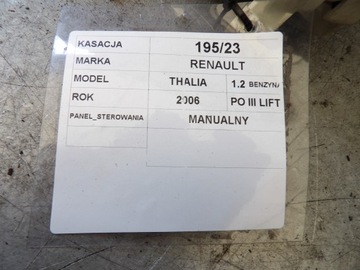 KASACJA 195/23
MARKA RENAULT
MODEL THALIA 1.2 BENZYNA
ROK 2006 PO III LIFT
PANEL_STEROWANIA MANUALNY